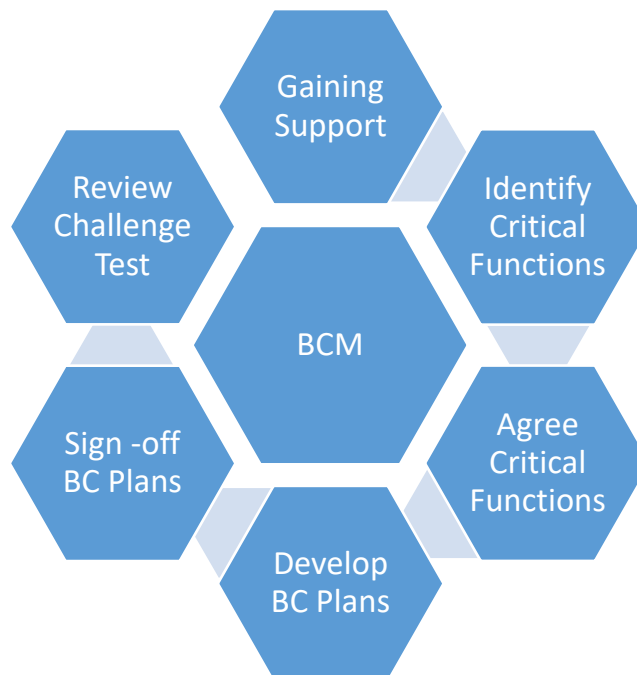 Gaining
Support
Identify
Critical
Functions
Agree
Critical
Functions
Develop
BC Plans
Sign -off
BC Plans
Review
Challenge
Test
BCM